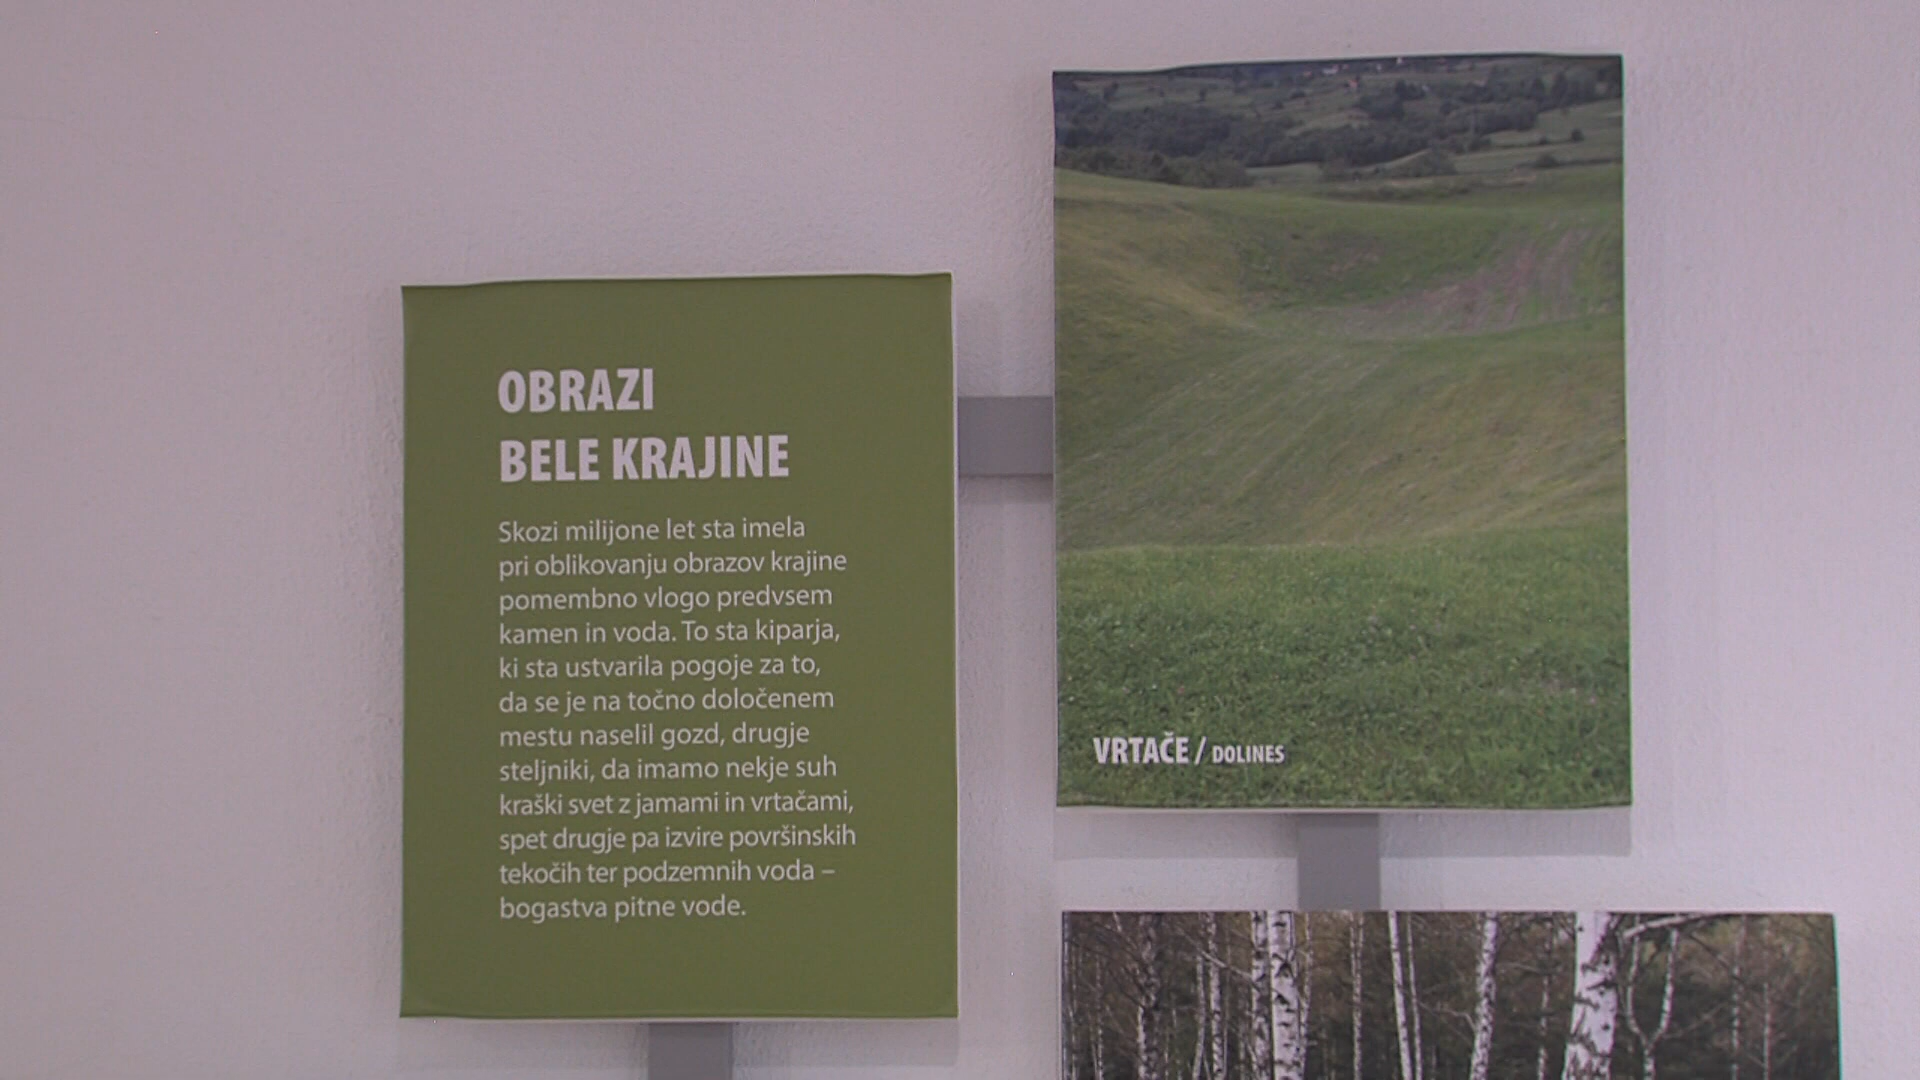 OBRAZI
BELE KRAJINE
Skozi milijone let sta imela
pri oblikovanju obrazov krajine
pomembno vlogo predvsem
kamen in voda. To sta kiparja,
ki sta ustvarila pogoje za to,
da se je na točno določenem
mestu naselil gozd, drugje
steljniki, da imamo nekje suh
kraški svet z jamami in vrtačami,
spet drugje pa izvire površinskih
tekočih ter podzemnih voda –
bogastva pitne vode.
VRTAČE / DOLINES